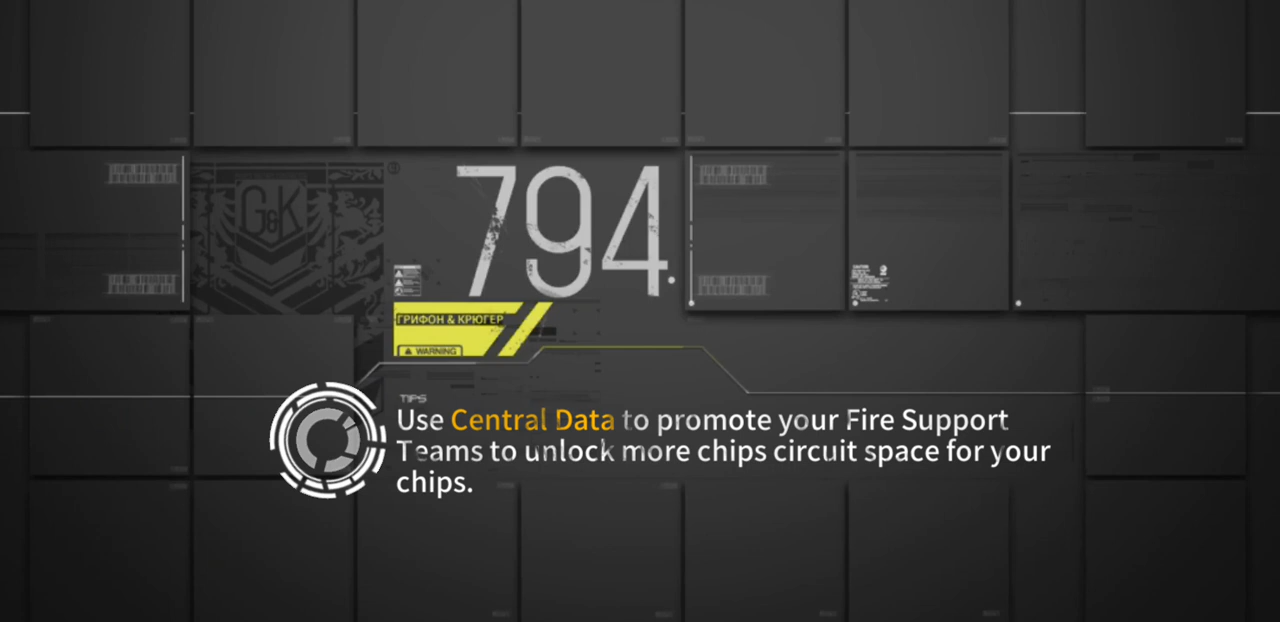 G&K
794.
ГРИФОН & КРЮГЕР
WARNING
TIPS
Use Central Data to promote your Fire Support
Teams to unlock more chips circuit space for your
chips.